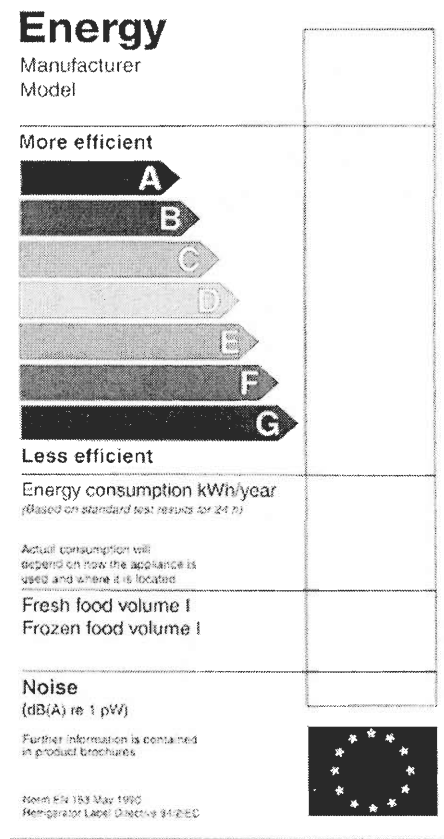 Energy
Manufacturer
Model
More efficient
A
B
C
D
E
F
G
Less efficient
Energy consumption kWh/year
(Based on standard test results for 24 h)
Actual consumption will
depend on how the appliance is
used and where it is located
Fresh food volume l
Frozen food volume l
Noise
(dB(A) re 1 pW)
Further information is contained
in product brochures
Norm EN 153 May 1990
Refrigerator Label Directive 94/2/EC